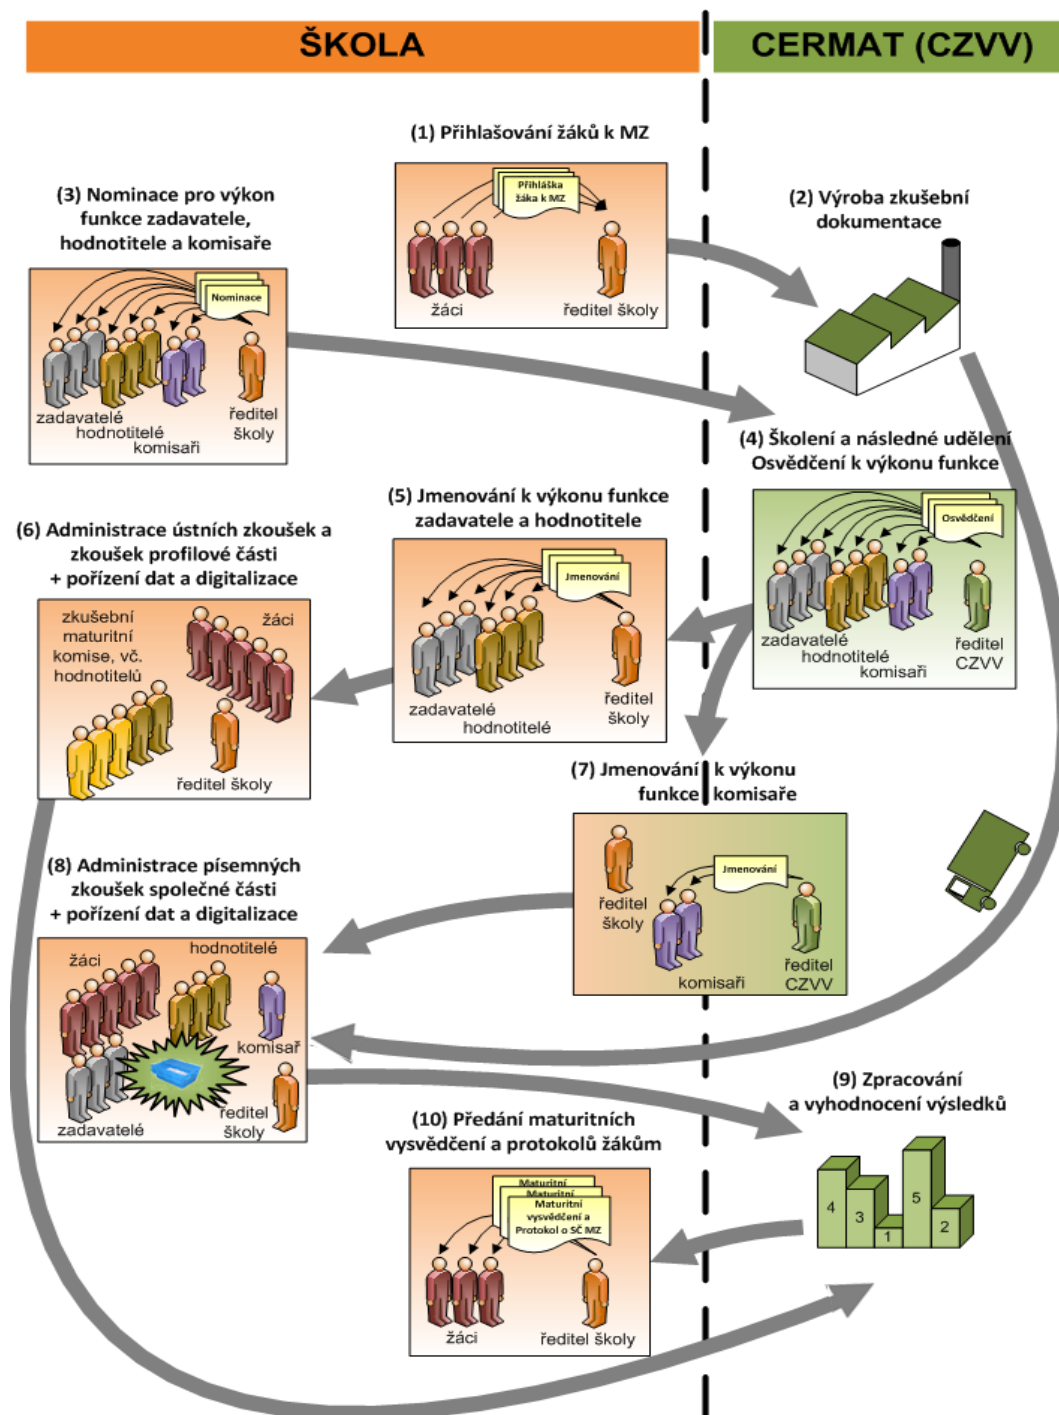 ŠKOLA
CERMAT (CZVV)
(1) Přihlašování žáků k MZ
Přihláška
žáka k MZ
žáci
ředitel školy
(2) Výroba zkušební
dokumentace
(3) Nominace pro výkon
funkce zadavatele,
hodnotitele a komisaře
Nominace
zadavatelé
hodnotitelé
komisaři
ředitel
školy
(4) Školení a následné udělení
Osvědčení k výkonu funkce
Osvědčení
zadavatelé
hodnotitelé
komisaři
ředitel
CZVV
(5) Jmenování k výkonu funkce
zadavatele a hodnotitele
Jmenování
zadavatelé
hodnotitelé
ředitel
školy
(6) Administrace ústních zkoušek a
zkoušek profilové části
+ pořízení dat a digitalizace
zkušební
maturitní
komise, vč.
hodnotitelů
žáci
ředitel školy
(7) Jmenování k výkonu
funkce komisaře
Jmenování
ředitel
školy
komisaři
ředitel
CZVV
(8) Administrace písemných
zkoušek společné části
+ pořízení dat a digitalizace
žáci
hodnotitelé
komisař
zadavatelé
ředitel
školy
(9) Zpracování
a vyhodnocení výsledků
4
3
1
5
2
(10) Předání maturitních
vysvědčení a protokolů žákům
Maturitní
Maturitní
Maturitní
vysvědčení a
Protokol o SČ MZ
žáci
ředitel školy